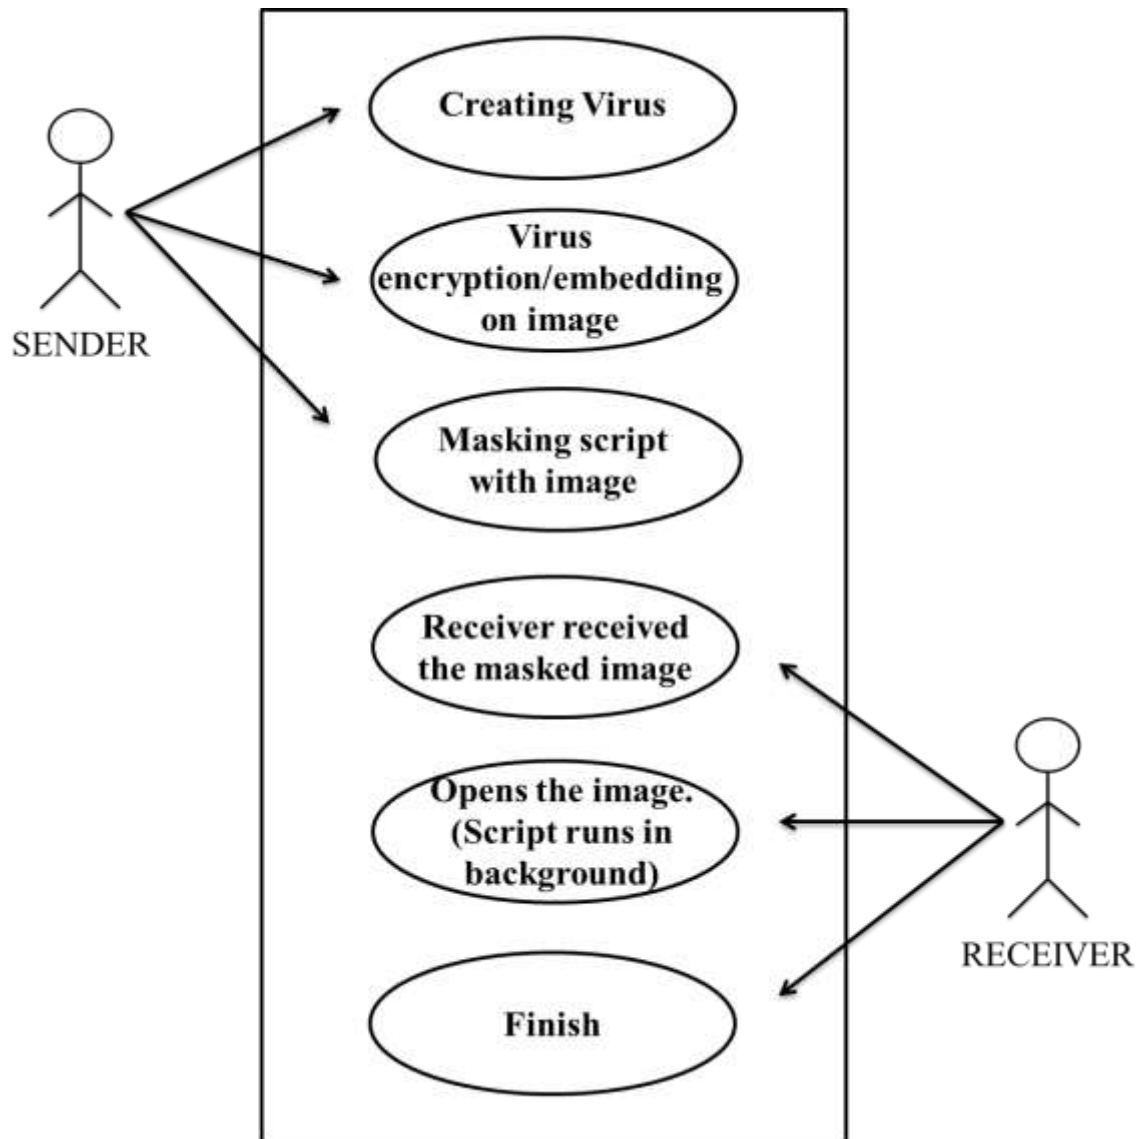 Creating Virus
Virus
encryption/embedding
on image
SENDER
Masking script
with image
Receiver received
the masked image
Opens the image.
(Script runs in
background)
RECEIVER
Finish